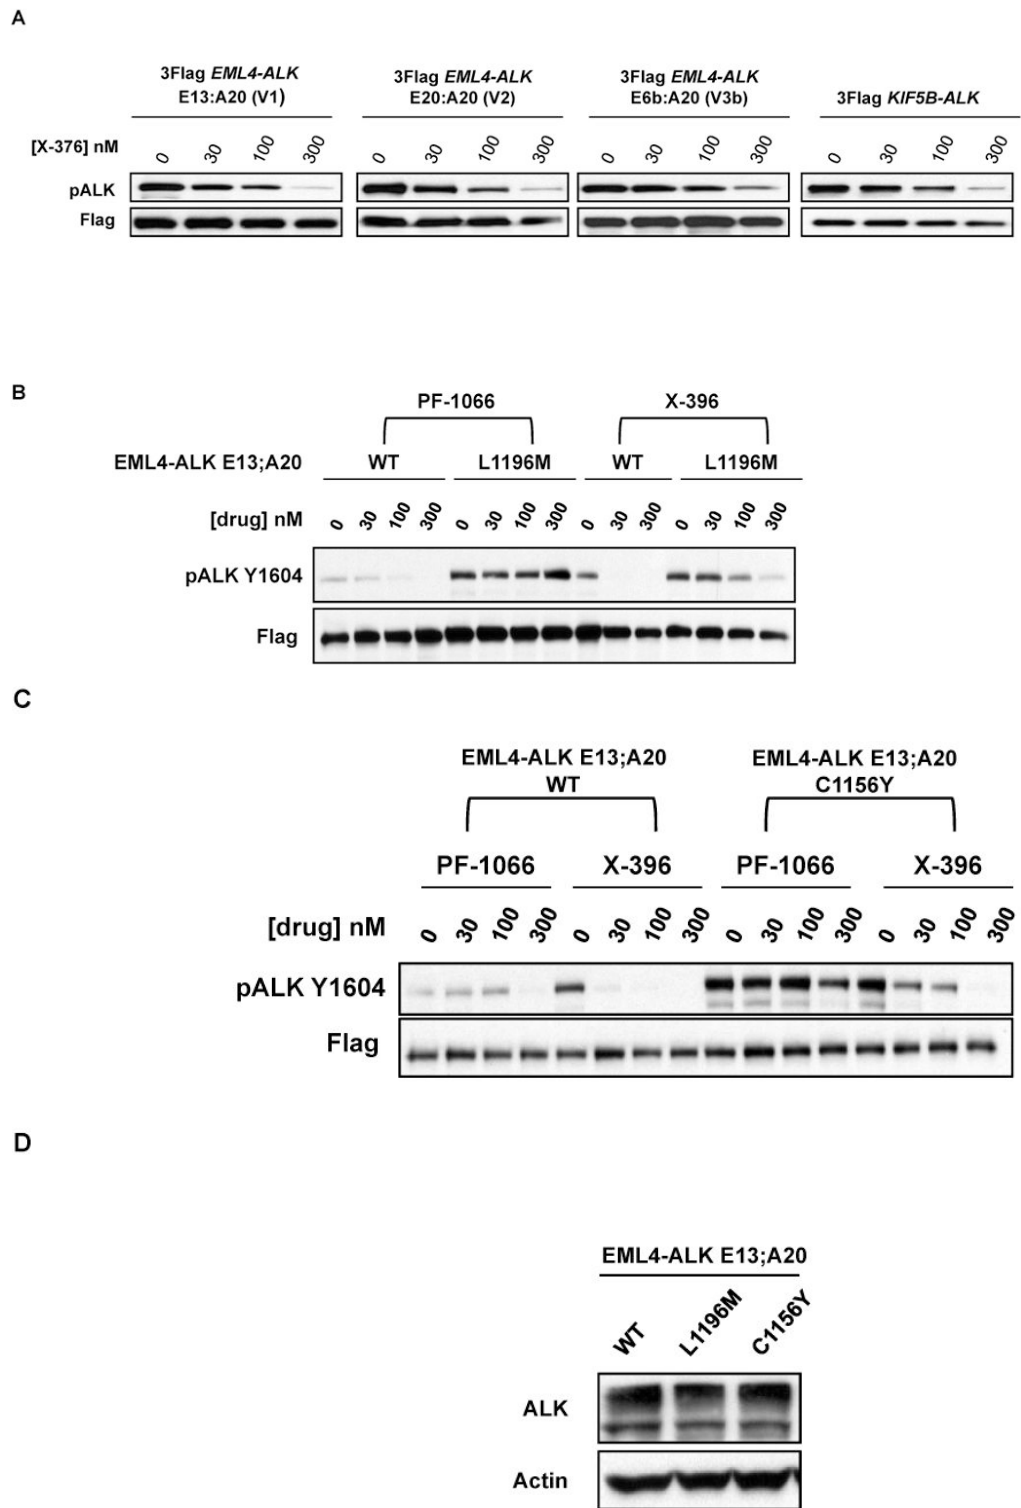 A
3Flag EML4-ALK
E13:A20 (V1)
3Flag EML4-ALK
E20:A20 (V2)
3Flag EML4-ALK
E6b:A20 (V3b)
3Flag KIF5B-ALK
[X-376] nM
0 30 100 300 0 30 100 300 0 30 100 300 0 30 100 300
pALK
Flag
B
PF-1066 X-396
EML4-ALK E13;A20 WT L1196M WT L1196M
[drug] nM 0 30 100 300 0 30 100 300 0 30 300 0 30 100 300
pALK Y1604
Flag
C
EML4-ALK E13;A20
WT
EML4-ALK E13;A20
C1156Y
PF-1066 X-396 PF-1066 X-396
[drug] nM 0 30 100 300 0 30 100 300 0 30 100 300 0 30 100 300
pALK Y1604
Flag
D
EML4-ALK E13;A20
WT L1196M C1156Y
ALK
Actin